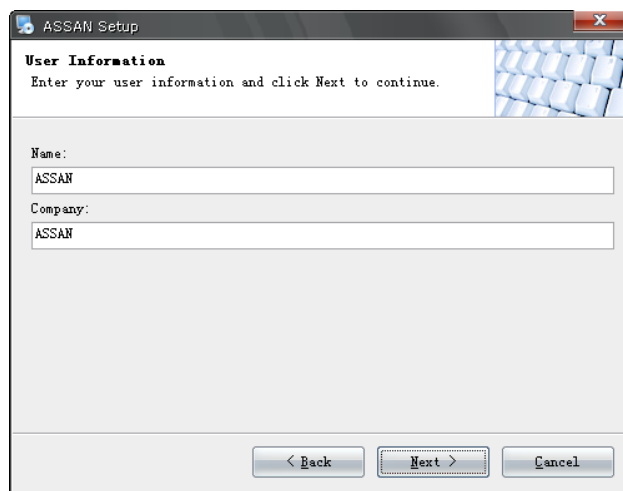 ASSAN Setup
User Information
Enter your user information and click Next to continue.
Name:
ASSAN
Company:
ASSAN
< Back
Next >
Cancel